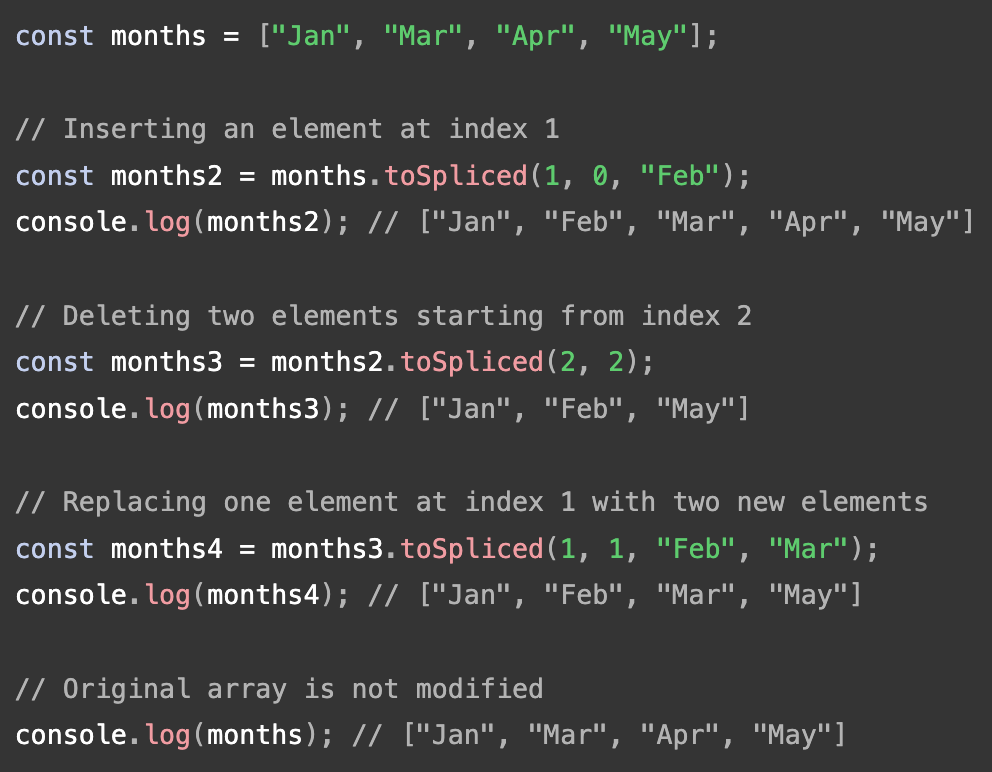 const months = ["Jan", "Mar", "Apr", "May"];
// Inserting an element at index 1
const months2 = months.toSpliced(1, 0, "Feb");
console.log(months2); // ["Jan", "Feb", "Mar", "Apr", "May"]
// Deleting two elements starting from index 2
const months3 = months2.toSpliced(2, 2);
console.log(months3); // ["Jan", "Feb", "May"]
// Replacing one element at index 1 with two new elements
const months4 = months3.toSpliced(1, 1, "Feb", "Mar");
console.log(months4); // ["Jan", "Feb", "Mar", "May"]
// Original array is not modified
console.log(months); // ["Jan", "Mar", "Apr", "May"]